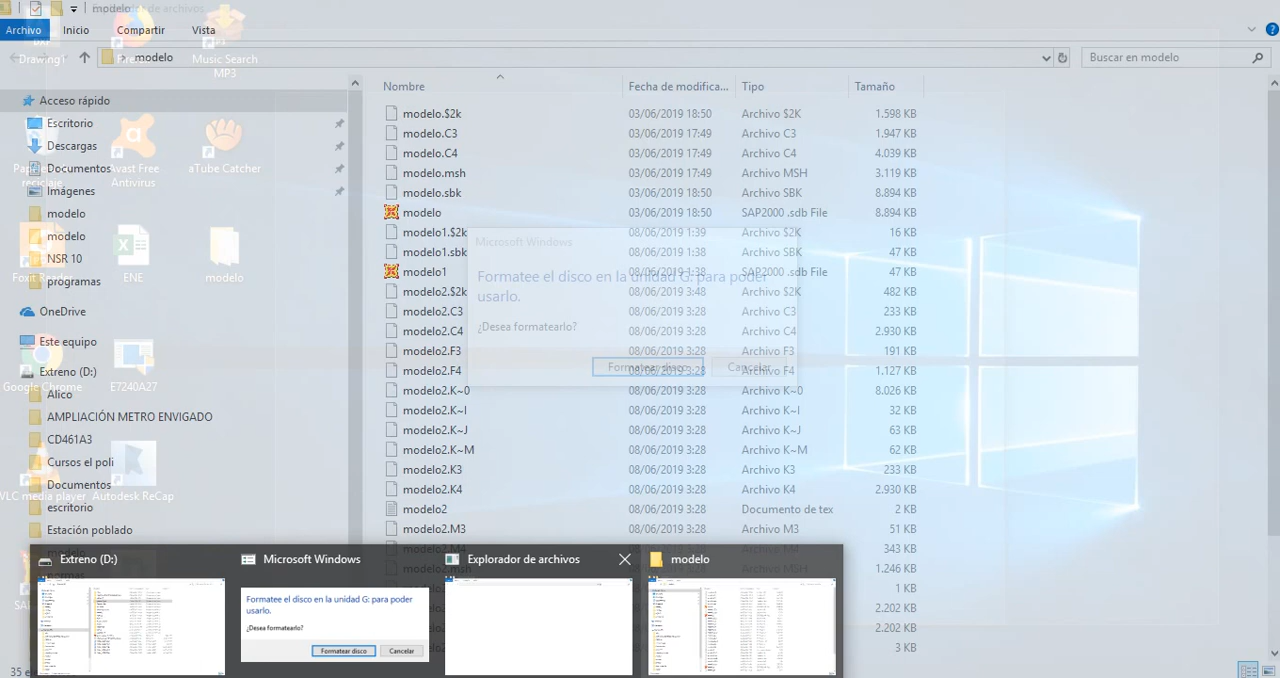 modelo de archivos
Archivo Inicio Compartir Vista
modelo
Buscar en modelo
Drawing1
Music Search
MP3
Avast Free
Antivirus
aTube Catcher
Foxit Reader
ENE
modelo
Google Chrome
E7240A27
VLC media player
Autodesk ReCap
Acceso rápido
Escritorio
Descargas
Documentos
Imágenes
modelo
modelo
NSR 10
programas
OneDrive
Este equipo
Extreno (D:)
Alico
AMPLIACIÓN METRO ENVIGADO
CD461A3
Cursos el poli
Documentos
escritorio
Estación poblado
Nombre Fecha de modifica... Tipo Tamaño
modelo.$2k 03/06/2019 18:50 Archivo $2K 1.598 KB
modelo.C3 03/06/2019 17:49 Archivo C3 1.947 KB
modelo.C4 03/06/2019 17:49 Archivo C4 4.039 KB
modelo.msh 03/06/2019 17:49 Archivo MSH 3.119 KB
modelo.sbk 03/06/2019 18:50 Archivo SBK 8.894 KB
modelo 03/06/2019 18:50 SAP2000 .sdb File 8.894 KB
modelo1.$2k 08/06/2019 1:39 Archivo $2K 16 KB
modelo1.sbk 08/06/2019 1:38 Archivo SBK 47 KB
modelo1 08/06/2019 1:38 SAP2000 .sdb File 47 KB
modelo2.$2k 08/06/2019 3:48 Archivo $2K 482 KB
modelo2.C3 08/06/2019 3:28 Archivo C3 233 KB
modelo2.C4 08/06/2019 3:28 Archivo C4 2.930 KB
modelo2.F3 08/06/2019 3:28 Archivo F3 191 KB
modelo2.F4 08/06/2019 3:28 Archivo F4 1.127 KB
modelo2.K~0 08/06/2019 3:28 Archivo K~0 8.026 KB
modelo2.K~I 08/06/2019 3:28 Archivo K~I 32 KB
modelo2.K~J 08/06/2019 3:28 Archivo K~J 63 KB
modelo2.K~M 08/06/2019 3:28 Archivo K~M 62 KB
modelo2.K3 08/06/2019 3:28 Archivo K3 233 KB
modelo2.K4 08/06/2019 3:28 Archivo K4 2.930 KB
modelo2 08/06/2019 3:28 Documento de tex 2 KB
modelo2.M3 08/06/2019 3:28 Archivo M3 51 KB
343 KB
1 KB
2.202 KB
2.202 KB
3 KB
Microsoft Windows
Formatee el disco en la unidad G: para poder
usarlo.
¿Desea formatearlo?
Formatear disco Cancelar
Extreno (D:) Microsoft Windows Explorador de archivos modelo
Formatee el disco en la unidad G: para poder
usarlo.
¿Desea formatearlo?
Formatear disco Cancelar